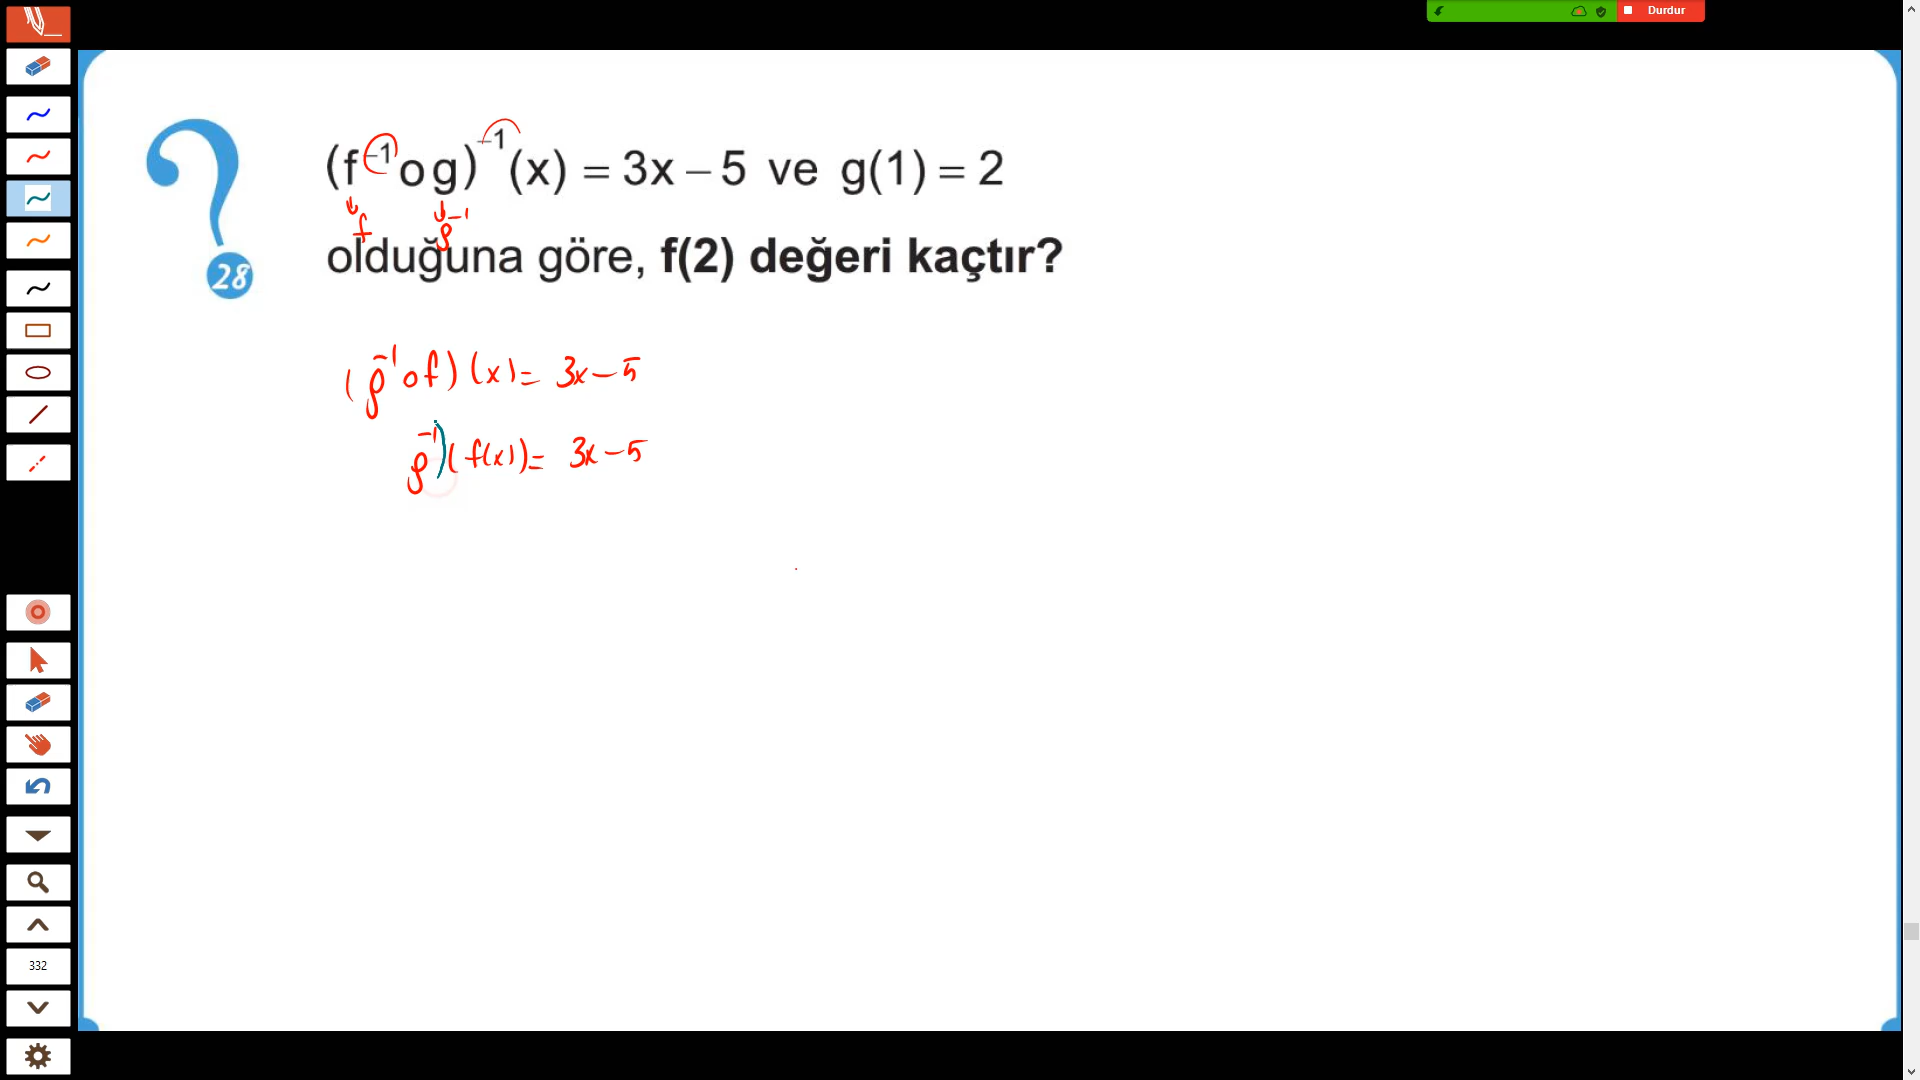 Durdur
(f⁻¹og)⁻¹(x) = 3x – 5 ve g(1) = 2
f g⁻¹
olduğuna göre, f(2) değeri kaçtır?
28
(g⁻¹of)(x) = 3x – 5
g⁻¹)(f(x)) = 3x – 5
332